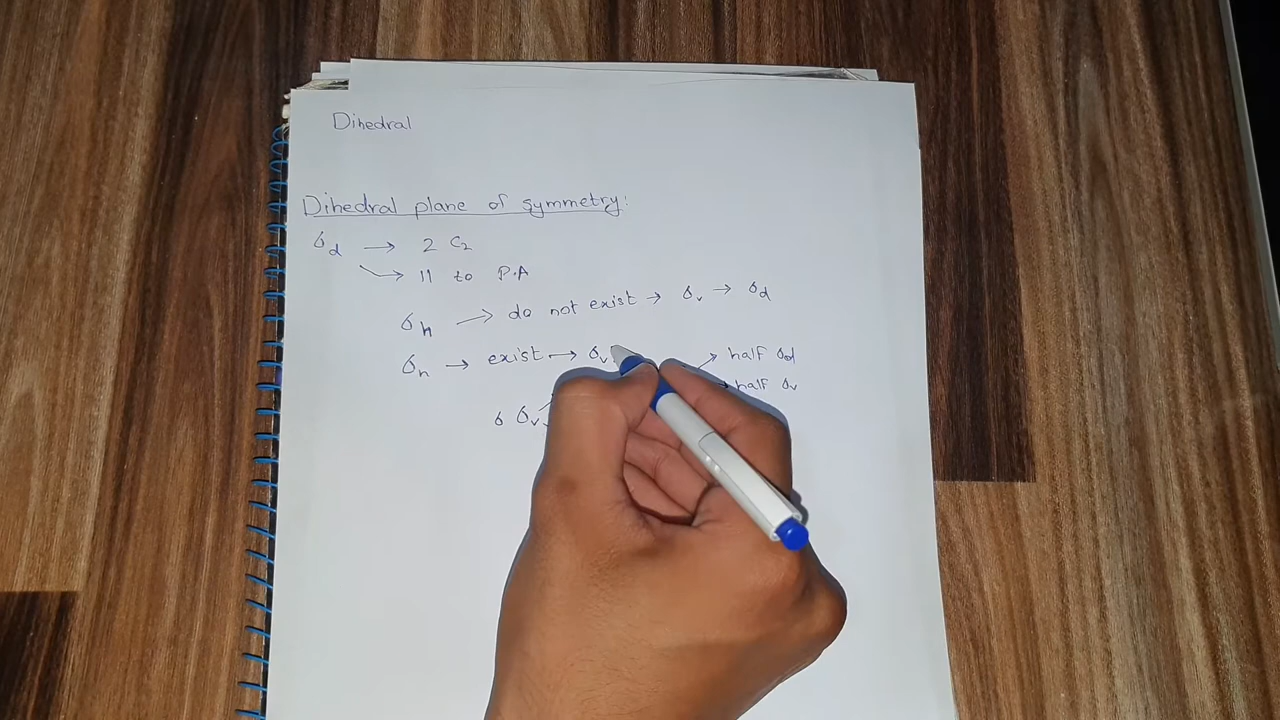 Dihedral
Dihedral plane of symmetry:
σd → 2 C2
→ 11 to P.A
σh → do not exist → σv → σd
σh → exist → σv → half σd
→ half σv
6 σv